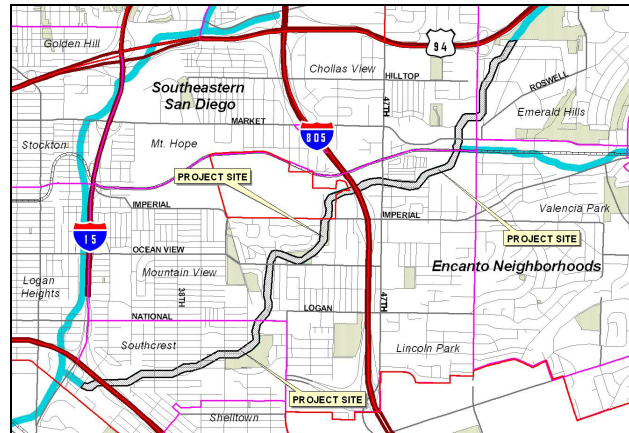 Golden Hill
94
Chollas View
HILLTOP
ROSWELL
Southeastern
San Diego
47TH
Emerald Hills
MARKET
805
Stockton
Mt. Hope
PROJECT SITE
IMPERIAL
IMPERIAL
Valencia Park
15
PROJECT SITE
OCEAN VIEW
Encanto Neighborhoods
Mountain View
Logan
Heights
38TH
47TH
LOGAN
NATIONAL
Southcrest
Lincoln Park
PROJECT SITE
Shelltown